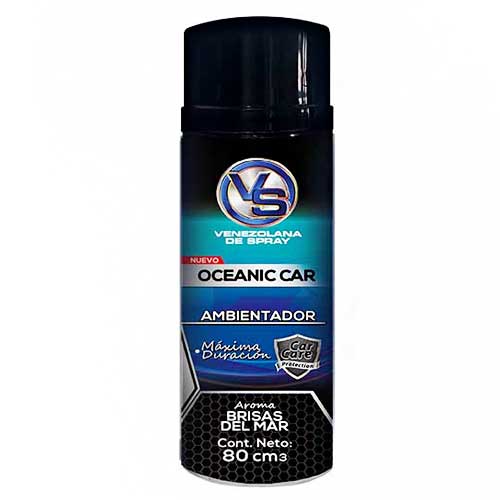 VS
VENEZOLANA
DE SPRAY
NUEVO
OCEANIC CAR
AMBIENTADOR
• Máxima
Duración
Car
Care
Protection
Aroma
BRISAS
DEL MAR
Cont. Neto:
80 cm3